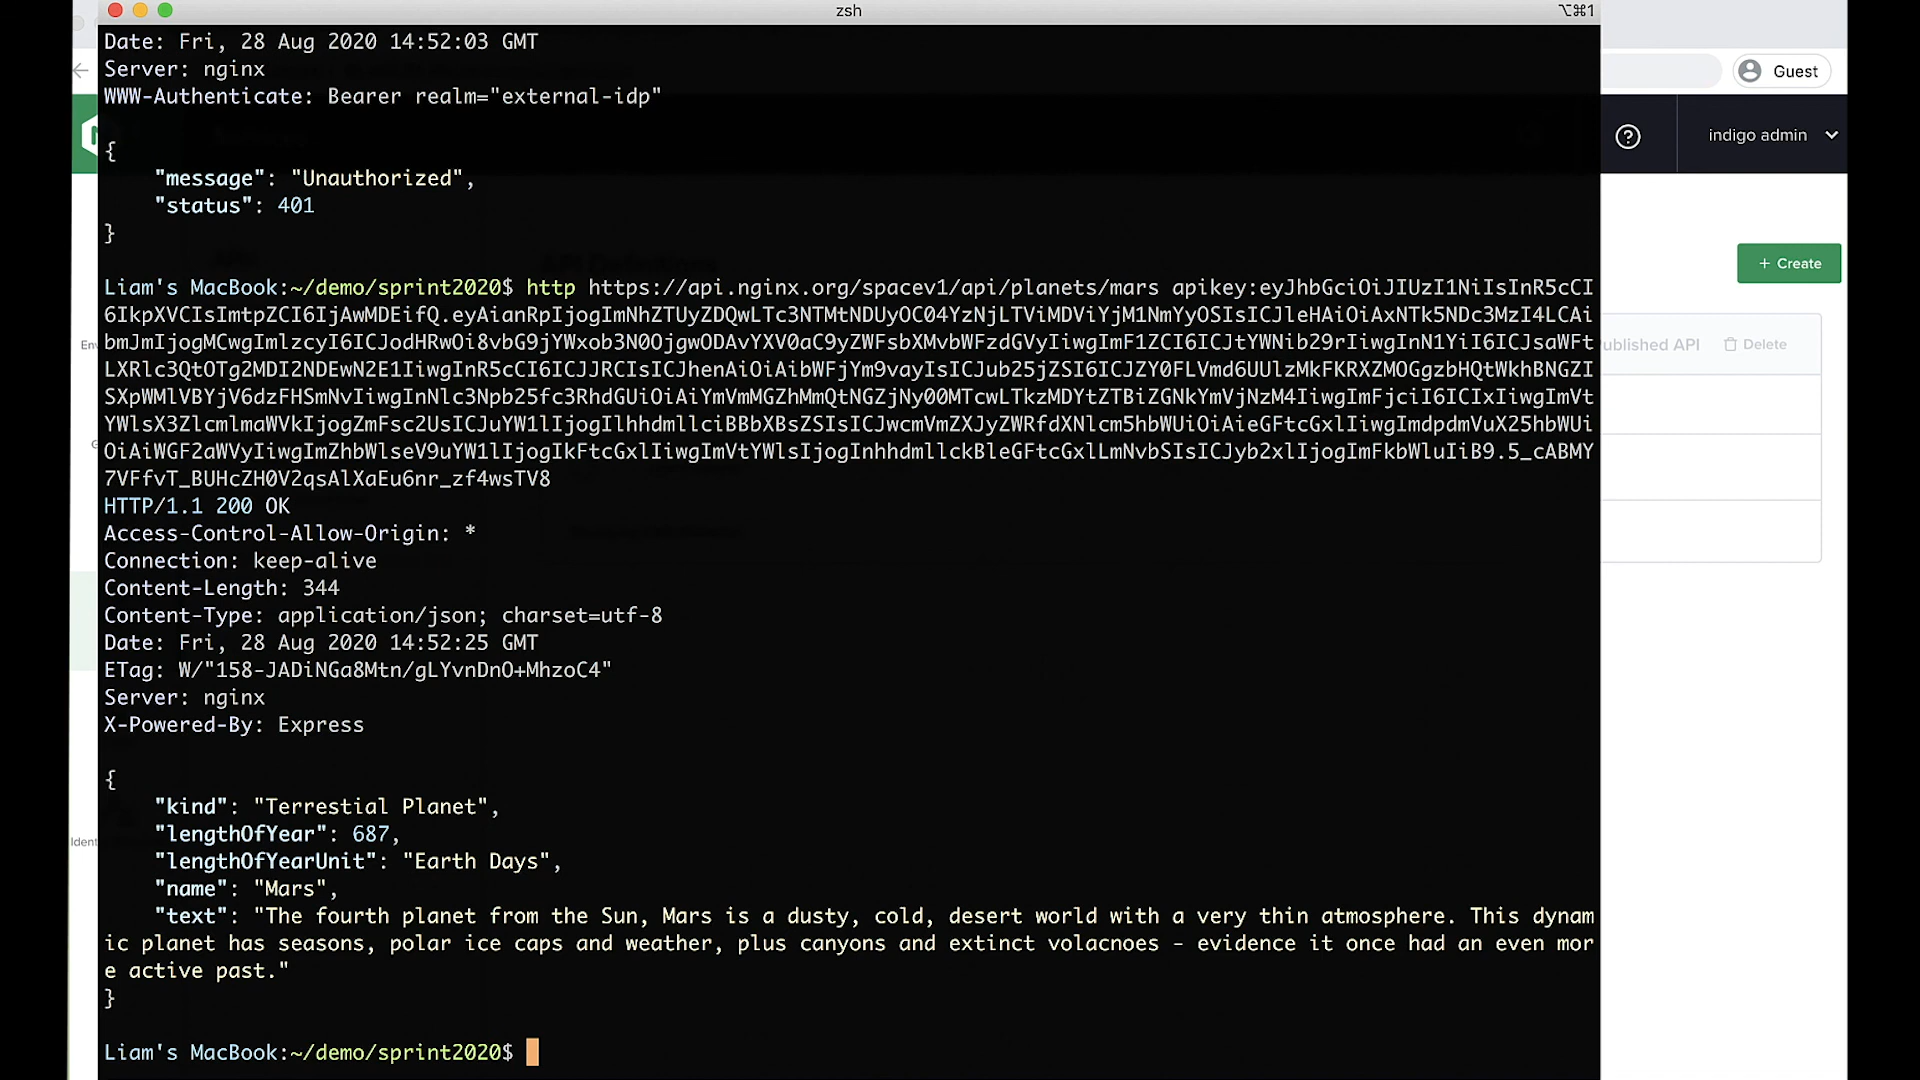 zsh
⌥⌘1
Date: Fri, 28 Aug 2020 14:52:03 GMT
Server: nginx
WWW-Authenticate: Bearer realm="external-idp"
{
"message": "Unauthorized",
"status": 401
}
Liam's MacBook:~/demo/sprint2020$ http https://api.nginx.org/spacev1/api/planets/mars apikey:eyJhbGciOiJIUzI1NiIsInR5cCI
6IkpXVCIsImtpZCI6IjAwMDEifQ.eyAianRpIjogImNhZTUyZDQwLTc3NTMtNDUyOC04YzNjLTViMDViYjM1NmYyOSIsICJleHAiOiAxNTk5NDc3MzI4LCAi
bmJmIjogMCwgImlzcyI6ICJodHRwOi8vbG9jYWxob3N0OjgwODAvYXV0aC9yZWFsbXMvbWFzdGVyIiwgImF1ZCI6ICJtYWNib29rIiwgInN1YiI6ICJsaWFt
LXRlc3QtOTg2MDI2NDEwN2E1IiwgInR5cCI6ICJJRCIsICJhenAiOiAibWFjYm9vayIsICJub25jZSI6ICJZY0FLVmd6UUlzMkFKRXZMOGgzbHQtWkhBNGZI
SXpWMlVBYjV6dzFHSmNvIiwgInNlc3Npb25fc3RhdGUiOiAiYmVmMGZhMmQtNGZjNy00MTcwLTkzMDYtZTBiZGNkYmVjNzM4IiwgImFjciI6ICIxIiwgImVt
YWlsX3ZlcmlmaWVkIjogZmFsc2UsICJuYW1lIjogIlhhdmllciBBbXBsZSIsICJwcmVmZXJyZWRfdXNlcm5hbWUiOiAieGFtcGxlIiwgImdpdmVuX25hbWUi
OiAiWGF2aWVyIiwgImZhbWlseV9uYW1lIjogIkFtcGxlIiwgImVtYWlsIjogInhhdmllckBleGFtcGxlLmNvbSIsICJyb2xlIjogImFkbWluIiB9.5_cABMY
7VFfvT_BUHcZH0V2qsAlXaEu6nr_zf4wsTV8
HTTP/1.1 200 OK
Access-Control-Allow-Origin: *
Connection: keep-alive
Content-Length: 344
Content-Type: application/json; charset=utf-8
Date: Fri, 28 Aug 2020 14:52:25 GMT
ETag: W/"158-JADiNGa8Mtn/gLYvnDnO+MhzoC4"
Server: nginx
X-Powered-By: Express
{
"kind": "Terrestial Planet",
"lengthOfYear": 687,
"lengthOfYearUnit": "Earth Days",
"name": "Mars",
"text": "The fourth planet from the Sun, Mars is a dusty, cold, desert world with a very thin atmosphere. This dynam
ic planet has seasons, polar ice caps and weather, plus canyons and extinct volacnoes - evidence it once had an even mor
e active past."
}
Liam's MacBook:~/demo/sprint2020$
Guest
indigo admin
+ Create
ublished API
Delete
Iden